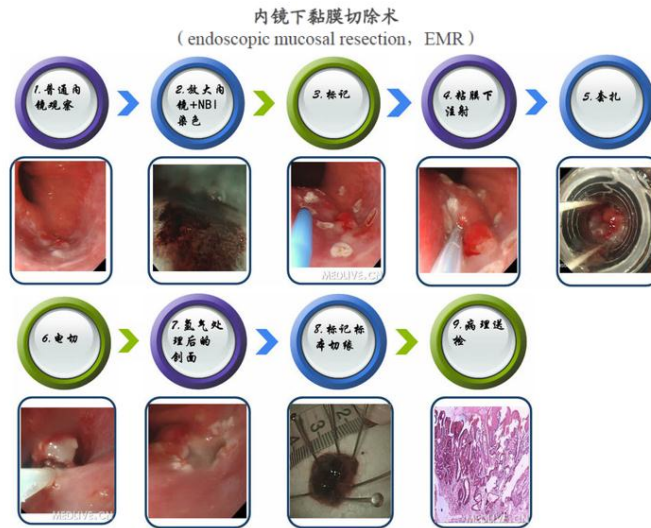 内镜下黏膜切除术
( endoscopic mucosal resection，EMR )
1.普通内
镜观察
2.放大内
镜+NBI
染色
3.标记
4.粘膜下
注射
5.套扎
MEDLIVE.CN
MEDLIVE.CN
6.电切
7.氩气处
理后的
创面
8.标记标
本切缘
9.病理送
检
MEDLIVE.CN